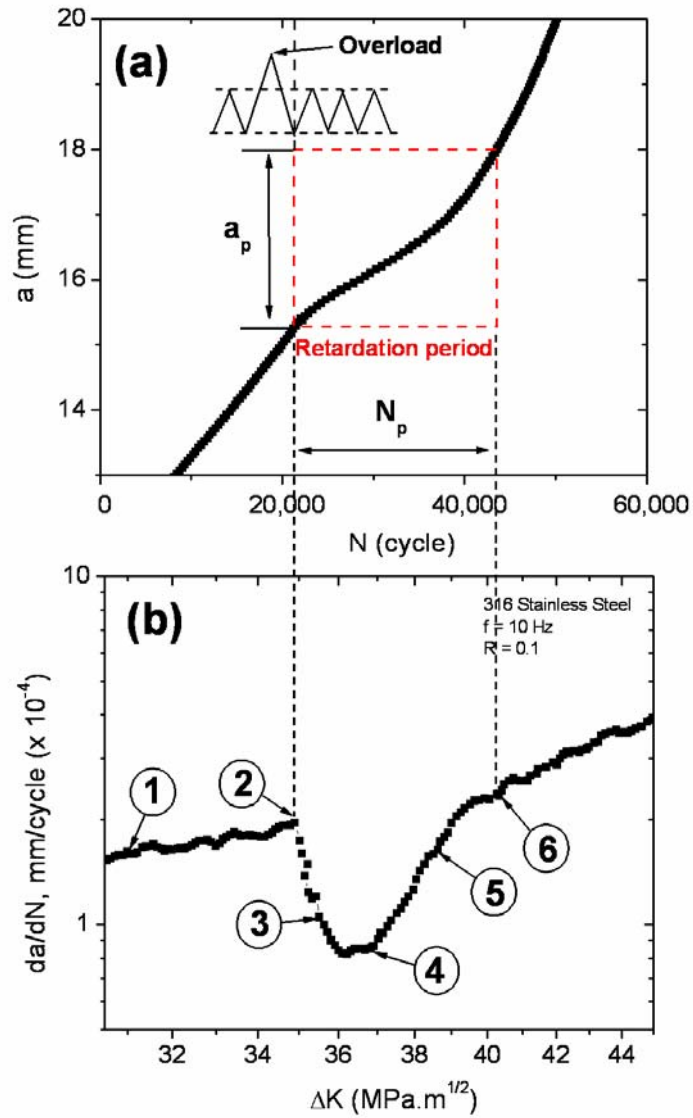 20
(a)
Overload
18
a (mm)
a_p
16
Retardation period
N_p
14
0
20,000
40,000
60,000
N (cycle)
10
(b)
316 Stainless Steel
f = 10 Hz
R = 0.1
da/dN, mm/cycle (x 10^-4)
1
2
3
4
5
6
1
32
34
36
38
40
42
44
ΔK (MPa.m^1/2)